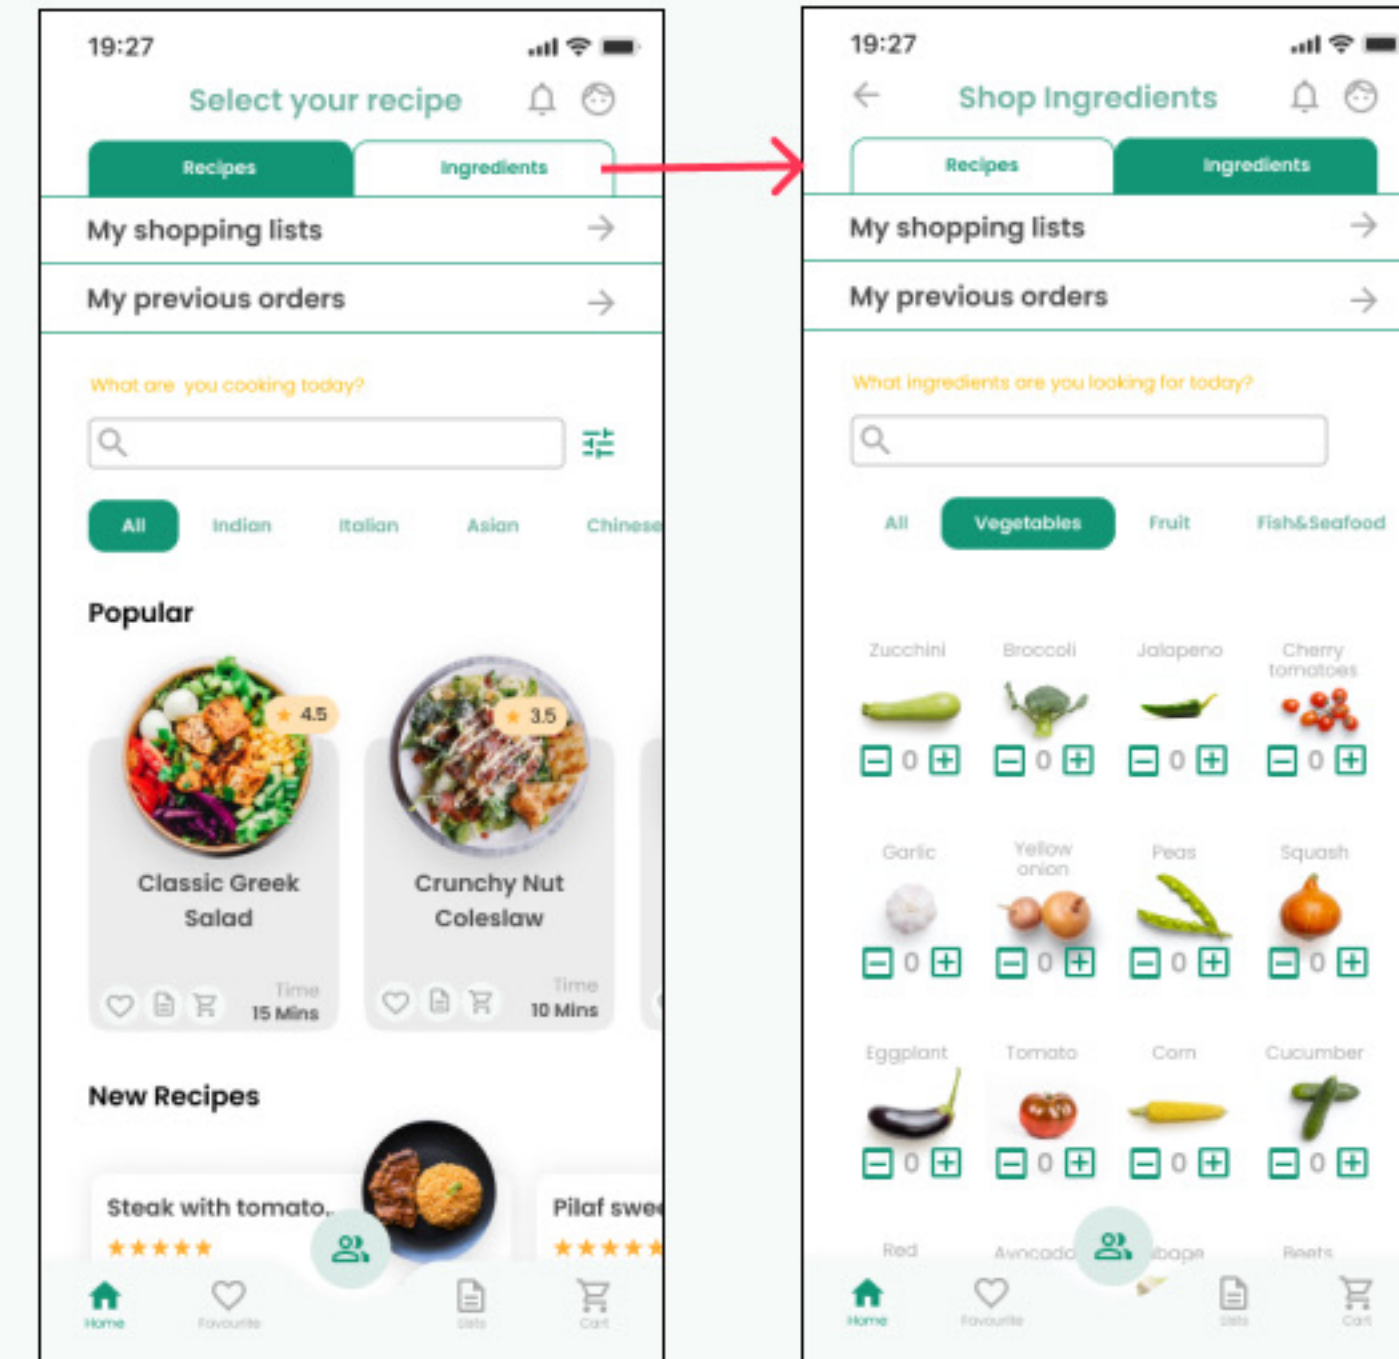 19:27
Select your recipe
Recipes
Ingredients
My shopping lists
My previous orders
What are you cooking today?
All
Indian
Italian
Asian
Chinese
Popular
4.5
3.5
Classic Greek
Salad
Crunchy Nut
Coleslaw
Time
15 Mins
Time
10 Mins
New Recipes
Steak with tomato..
Pilaf swee
Home
Favourite
Lists
Cart
19:27
Shop Ingredients
Recipes
Ingredients
My shopping lists
My previous orders
What ingredients are you looking for today?
All
Vegetables
Fruit
Fish&Seafood
Zucchini
Broccoli
Jalapeno
Cherry
tomatoes
0
0
0
0
Garlic
Yellow
onion
Peas
Squash
0
0
0
0
Eggplant
Tomato
Corn
Cucumber
0
0
0
0
Red
Avncado
bage
Beets
Home
Favourite
Lists
Cart